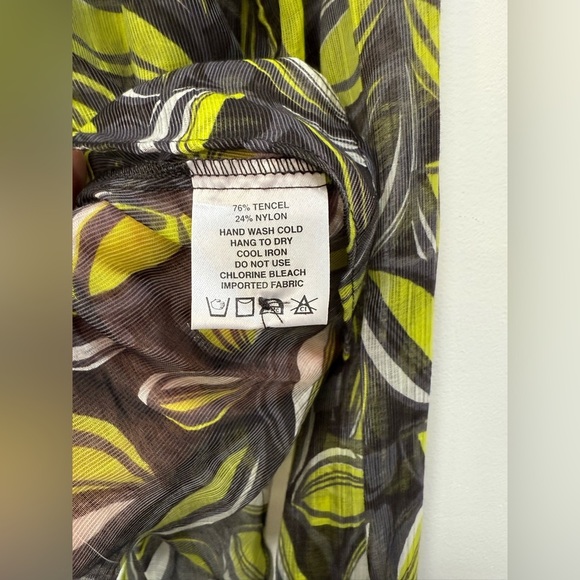 76% TENCEL
24% NYLON
HAND WASH COLD
HANG TO DRY
COOL IRON
DO NOT USE
CHLORINE BLEACH
IMPORTED FABRIC